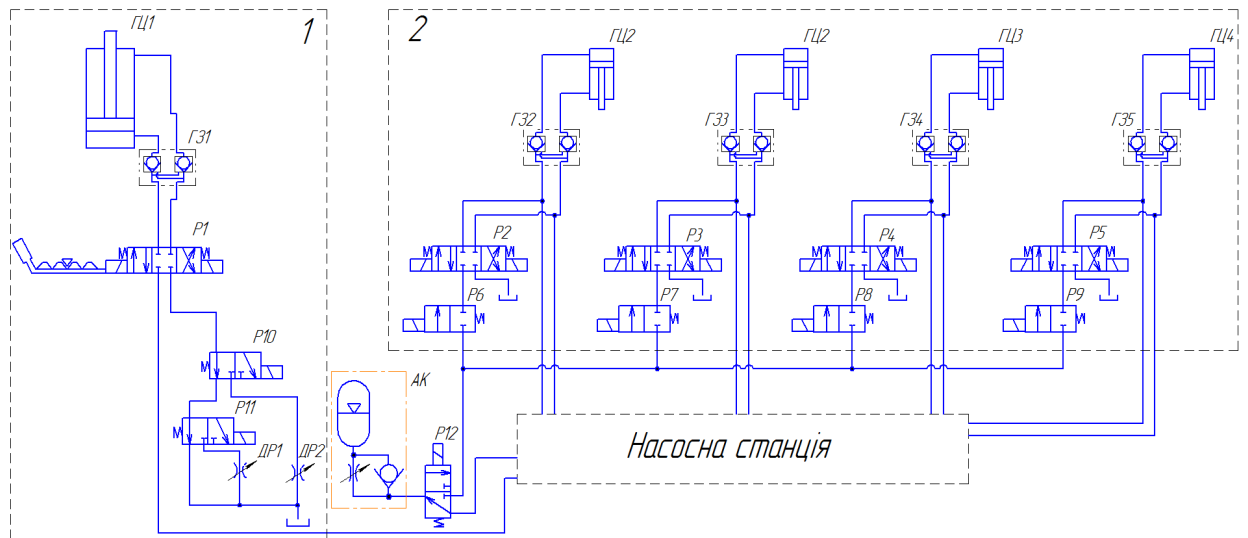 1
ГЦ1
ГЗ1
Р1
Р10
Р11
ДР1
ДР2
2
ГЦ2
ГЦ2
ГЦ3
ГЦ4
ГЗ2
ГЗ3
ГЗ4
ГЗ5
Р2
Р3
Р4
Р5
Р6
Р7
Р8
Р9
АК
Р12
Насосна станція